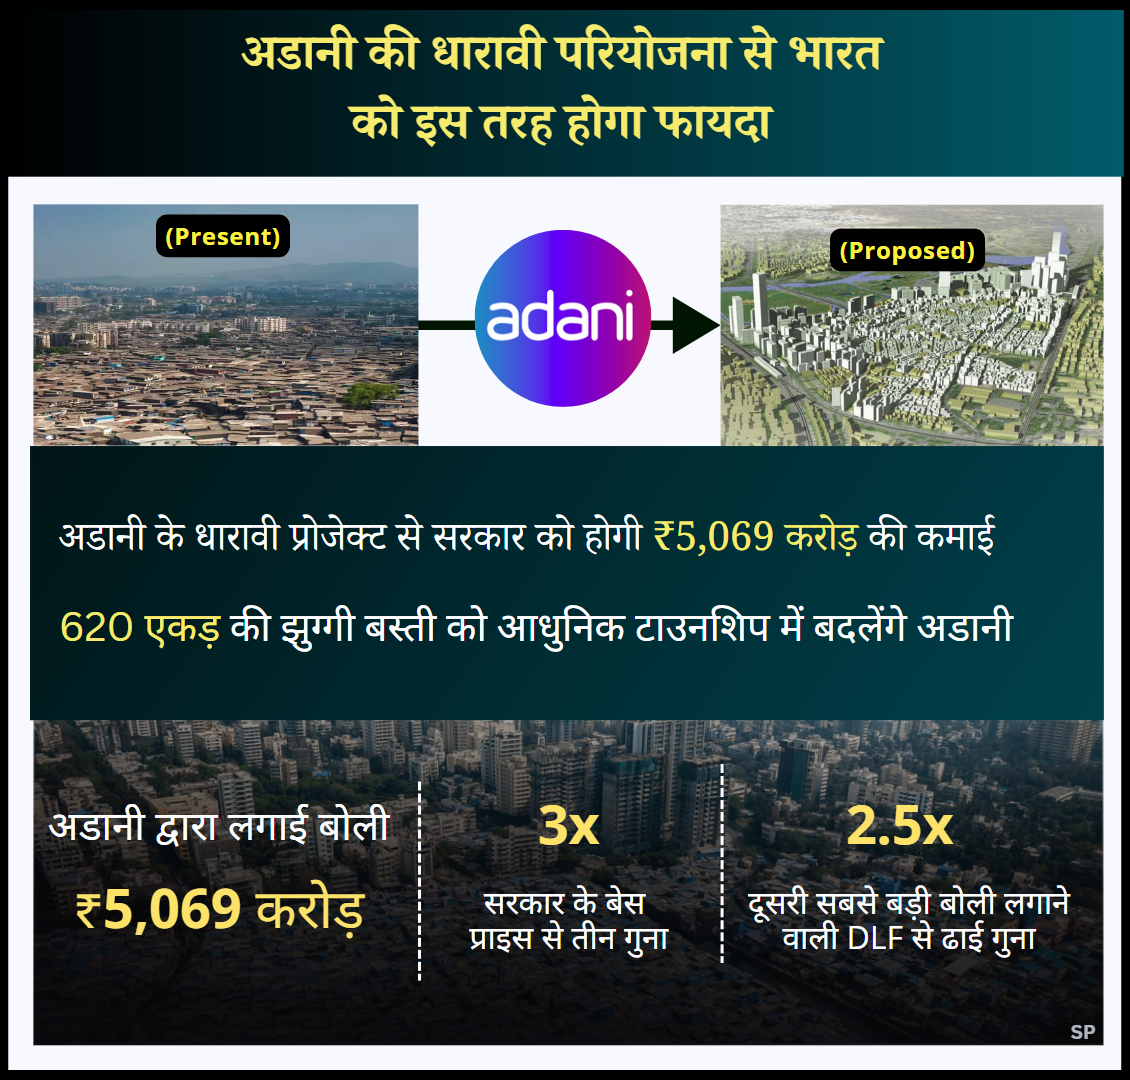 अडानी की धारावी परियोजना से भारत
को इस तरह होगा फायदा
(Present)
adani
(Proposed)
अडानी के धारावी प्रोजेक्ट से सरकार को होगी ₹5,069 करोड़ की कमाई
620 एकड़ की झुग्गी बस्ती को आधुनिक टाउनशिप में बदलेंगे अडानी
अडानी द्वारा लगाई बोली
₹5,069 करोड़
3x
सरकार के बेस
प्राइस से तीन गुना
2.5x
दूसरी सबसे बड़ी बोली लगाने
वाली DLF से ढाई गुना
SP